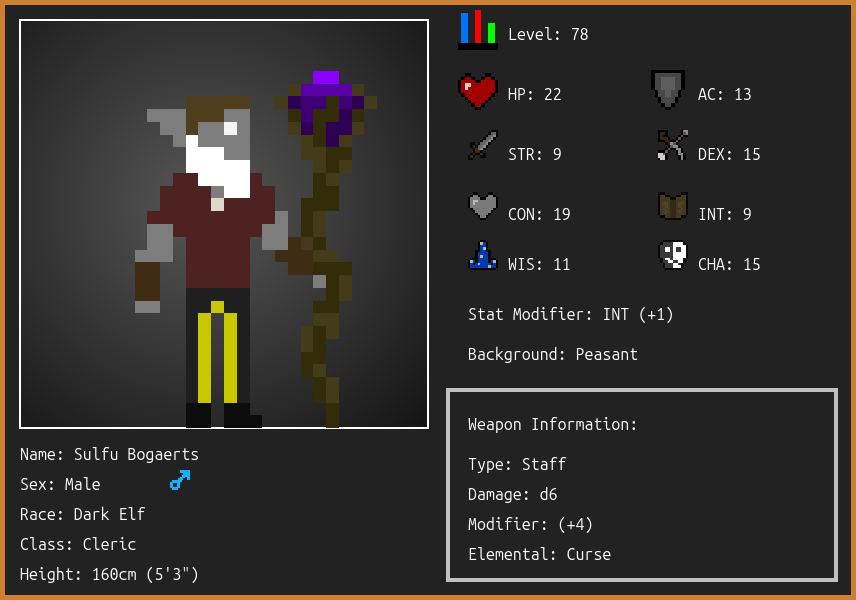 Level: 78
HP: 22
AC: 13
STR: 9
DEX: 15
CON: 19
INT: 9
WIS: 11
CHA: 15
Stat Modifier: INT (+1)
Background: Peasant
Weapon Information:
Type: Staff
Damage: d6
Modifier: (+4)
Elemental: Curse
Name: Sulfu Bogaerts
Sex: Male
Race: Dark Elf
Class: Cleric
Height: 160cm (5'3")